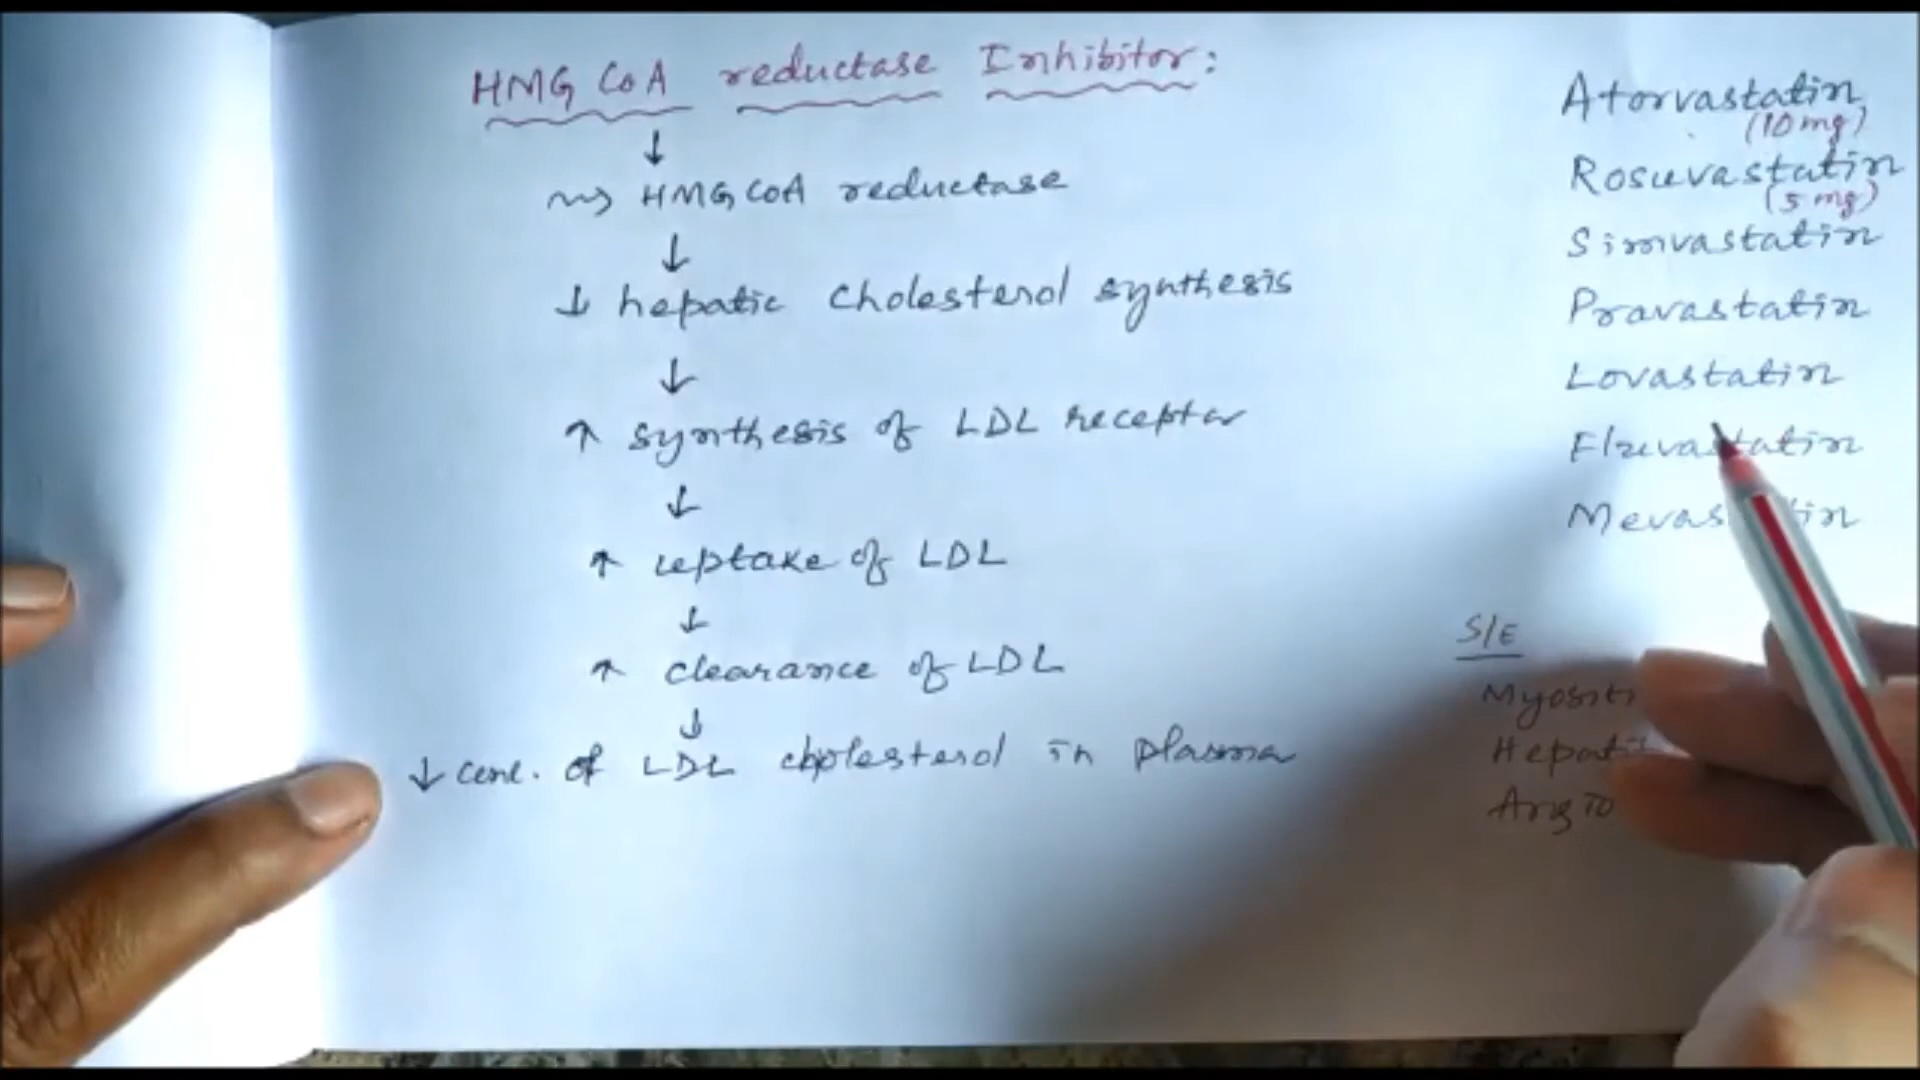 HMG CoA reductase Inhibitor:
↓
⇝ HMG CoA reductase
↓
↓ hepatic cholesterol synthesis
↓
↑ synthesis of LDL receptor
↓
↑ uptake of LDL
↓
↑ clearance of LDL
↓
↓ conc. of LDL cholesterol in plasma
Atorvastatin
(10 mg)
Rosuvastatin
(5 mg)
Simvastatin
Pravastatin
Lovastatin
S/E